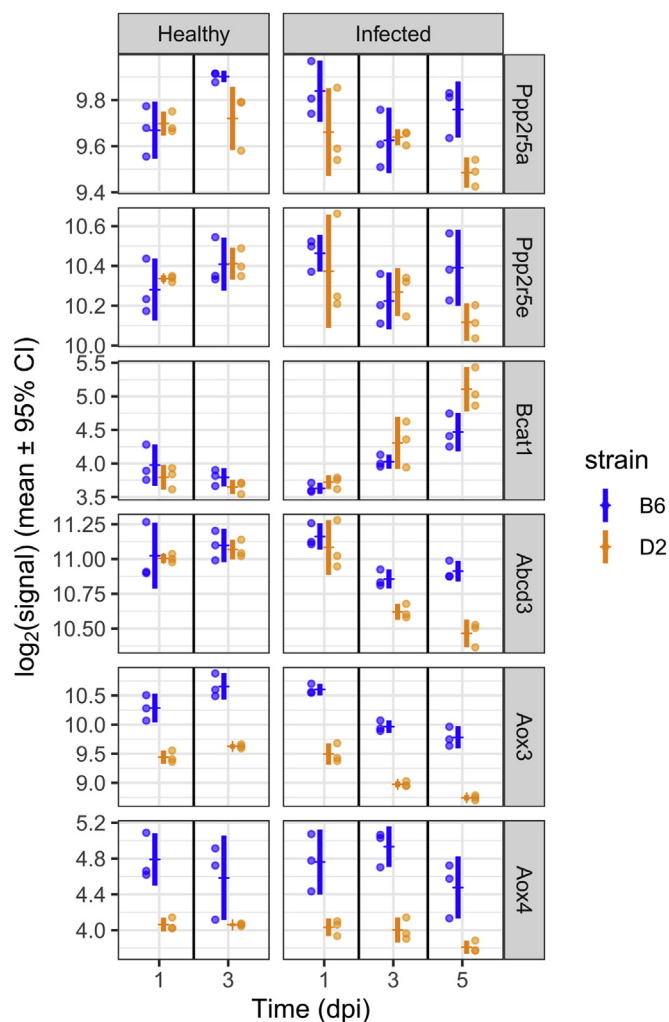 Healthy Infected
9.8
9.6
9.4
Ppp2r5a
10.6
10.4
10.2
10.0
Ppp2r5e
5.5
5.0
4.5
4.0
3.5
Bcat1
11.25
11.00
10.75
10.50
Abcd3
10.5
10.0
9.5
9.0
Aox3
5.2
4.8
4.4
4.0
Aox4
1 3 1 3 5
Time (dpi)
log2(signal) (mean ± 95% CI)
strain
B6
D2